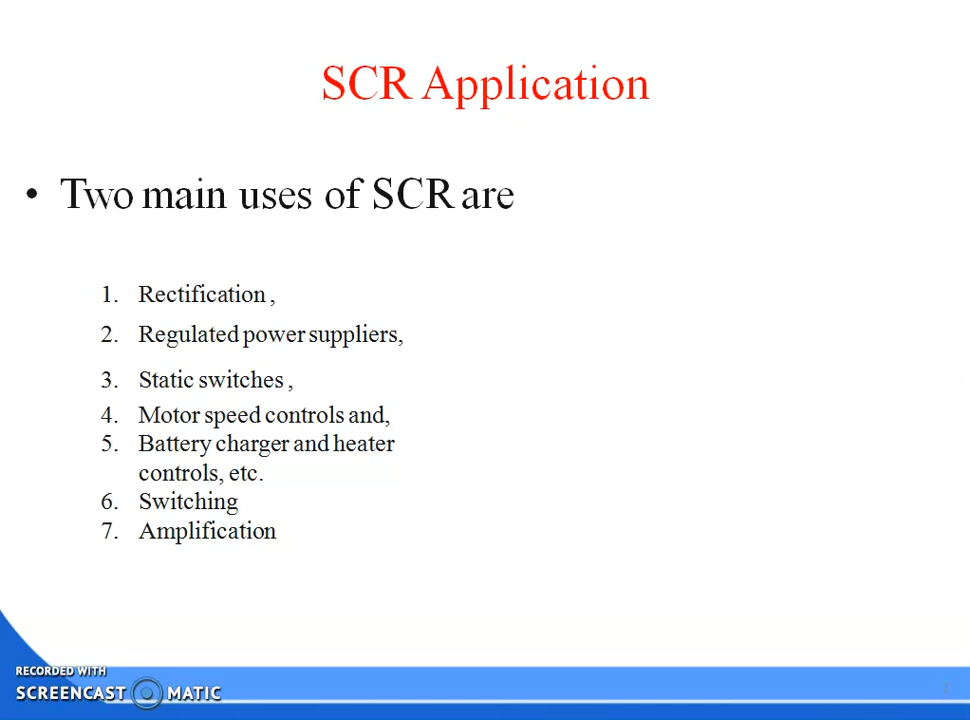 SCR Application
• Two main uses of SCR are
1. Rectification ,
2. Regulated power suppliers,
3. Static switches ,
4. Motor speed controls and,
5. Battery charger and heater
controls, etc.
6. Switching
7. Amplification
RECORDED WITH
SCREENCAST MATIC